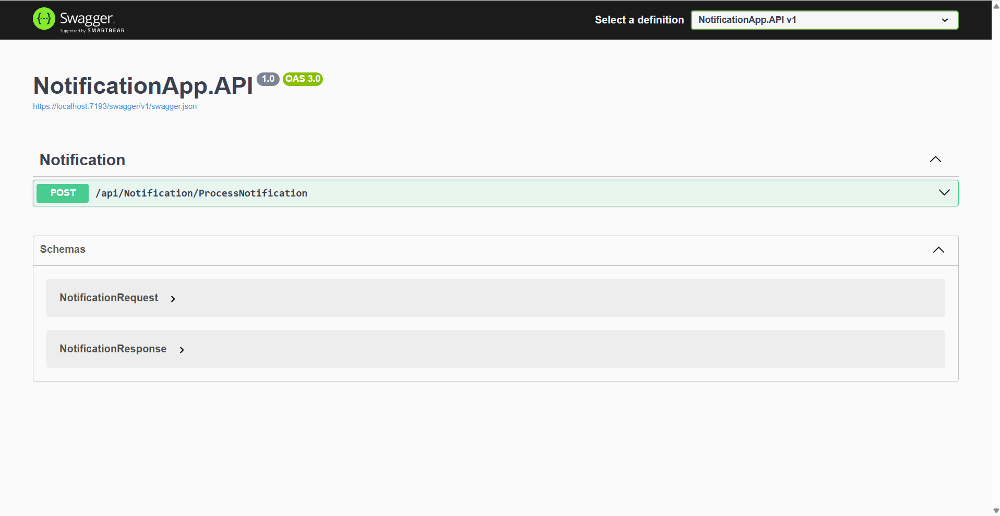 Swagger
Supported by SMARTBEAR
Select a definition
NotificationApp.API v1
NotificationApp.API 1.0 OAS 3.0
https://localhost:7193/swagger/v1/swagger.json
Notification
POST /api/Notification/ProcessNotification
Schemas
NotificationRequest
NotificationResponse